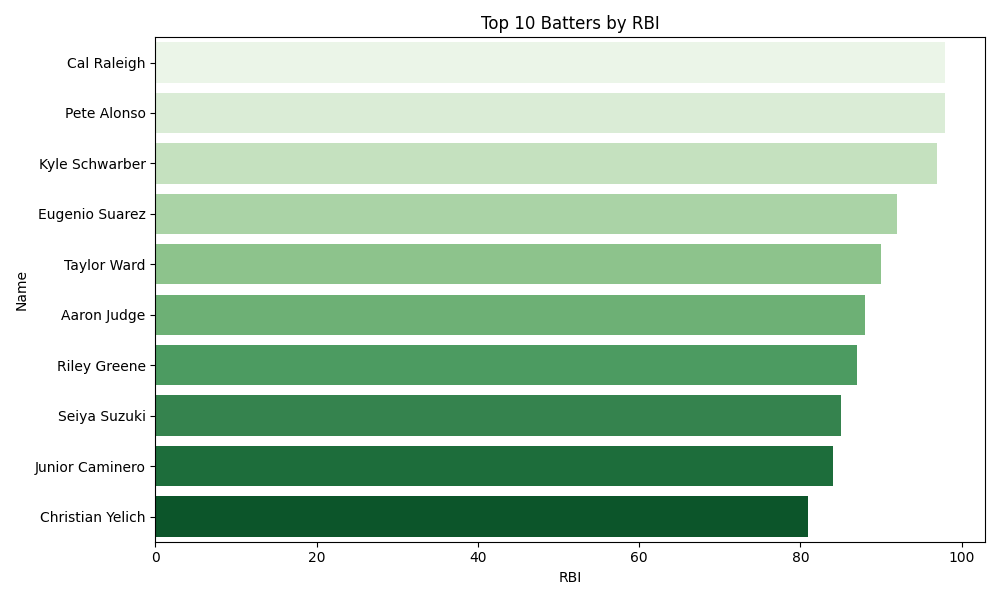 Top 10 Batters by RBI
Name
Cal Raleigh
Pete Alonso
Kyle Schwarber
Eugenio Suarez
Taylor Ward
Aaron Judge
Riley Greene
Seiya Suzuki
Junior Caminero
Christian Yelich
0 20 40 60 80 100
RBI